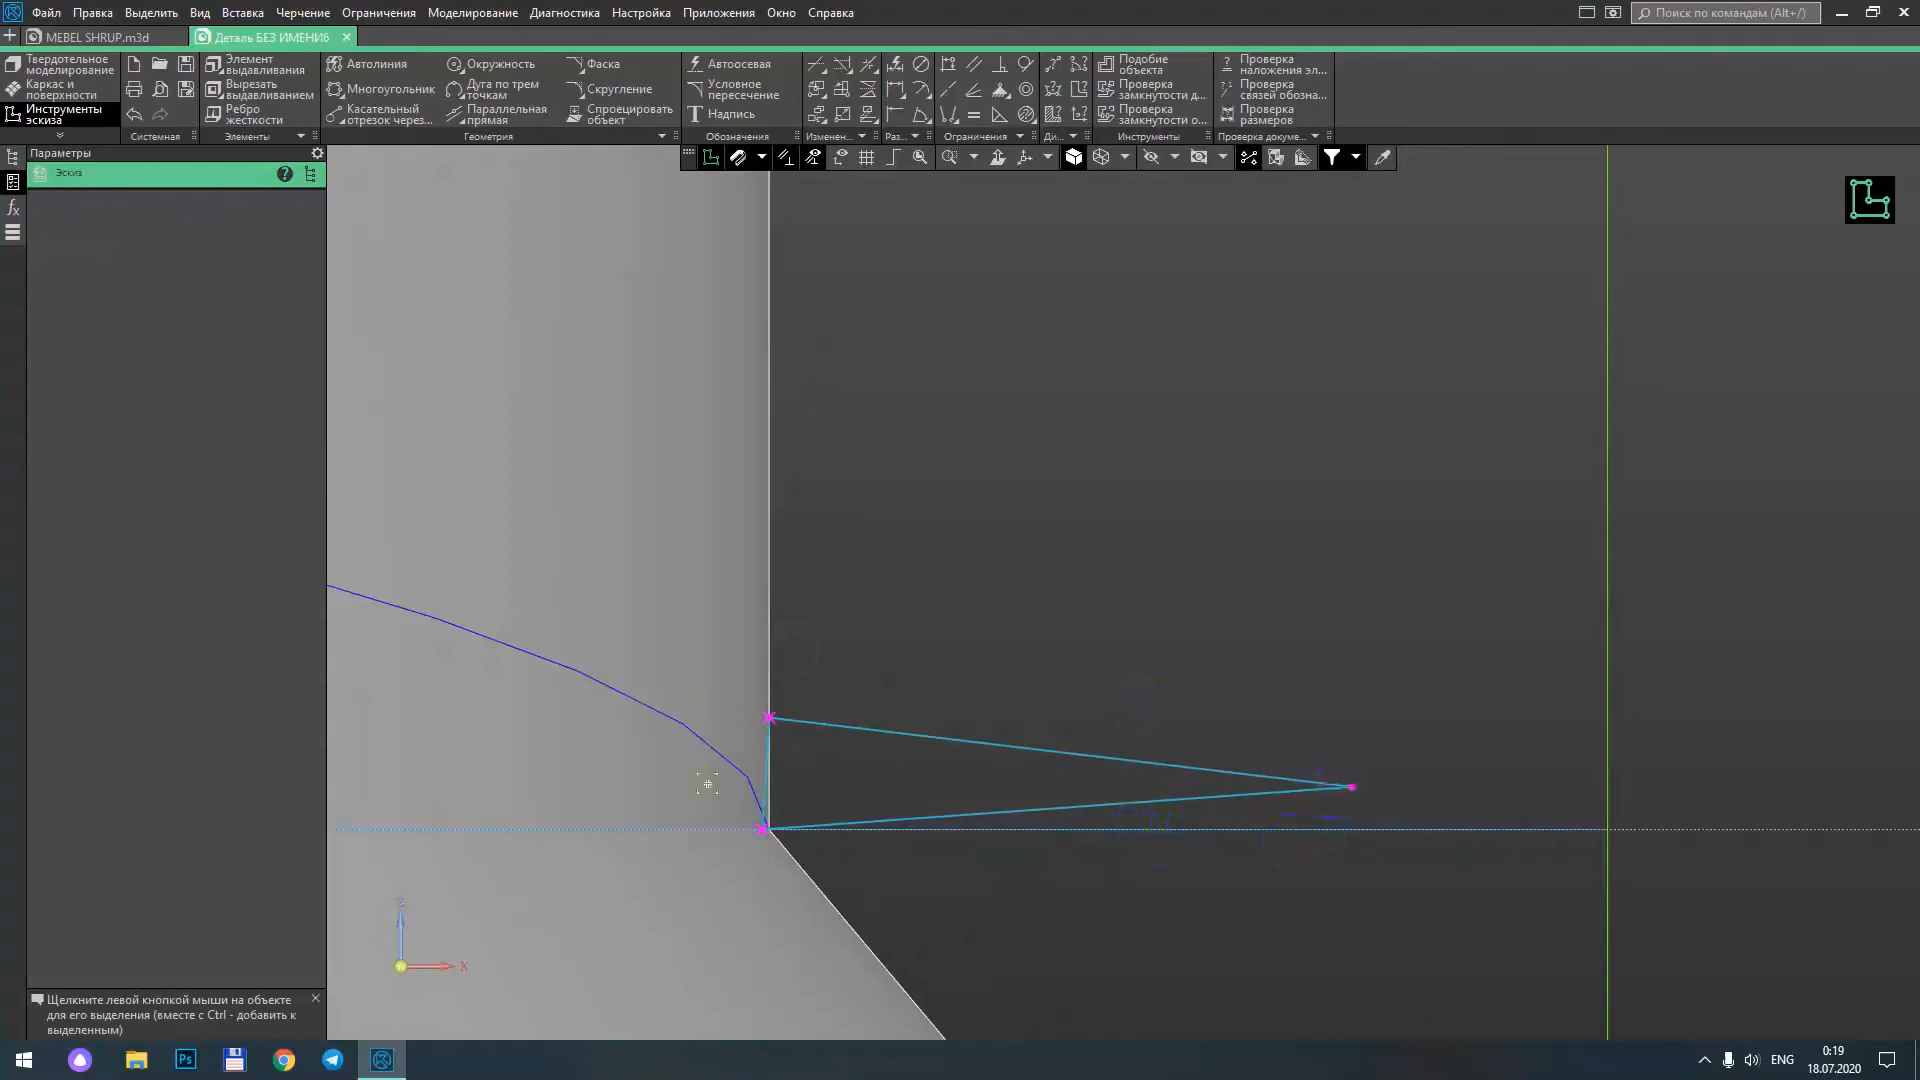 Файл Правка Выделить Вид Вставка Черчение Ограничения Моделирование Диагностика Настройка Приложения Окно Справка
Поиск по командам (Alt+/)
MEBEL SHRUP.m3d
Деталь БЕЗ ИМЕНИ6
Твердотельное моделирование
Каркас и поверхности
Инструменты эскиза
Системная
Элемент выдавливания
Вырезать выдавливанием
Ребро жесткости
Элементы
Автолиния
Многоугольник
Касательный отрезок через...
Окружность
Дуга по трем точкам
Параллельная прямая
Фаска
Скругление
Спроецировать объект
Геометрия
Автоосевая
Условное пересечение
Надпись
Обозначения
Изменен...
Раз...
Ограничения
Ди...
Подобие объекта
Проверка замкнутости д...
Проверка замкнутости о...
Инструменты
Проверка наложения эл...
Проверка связей обозна...
Проверка размеров
Проверка докуме...
Параметры
Эскиз
Z
X
Щелкните левой кнопкой мыши на объекте
для его выделения (вместе с Ctrl - добавить к
выделенным)
Ps
ENG
0:19
18.07.2020